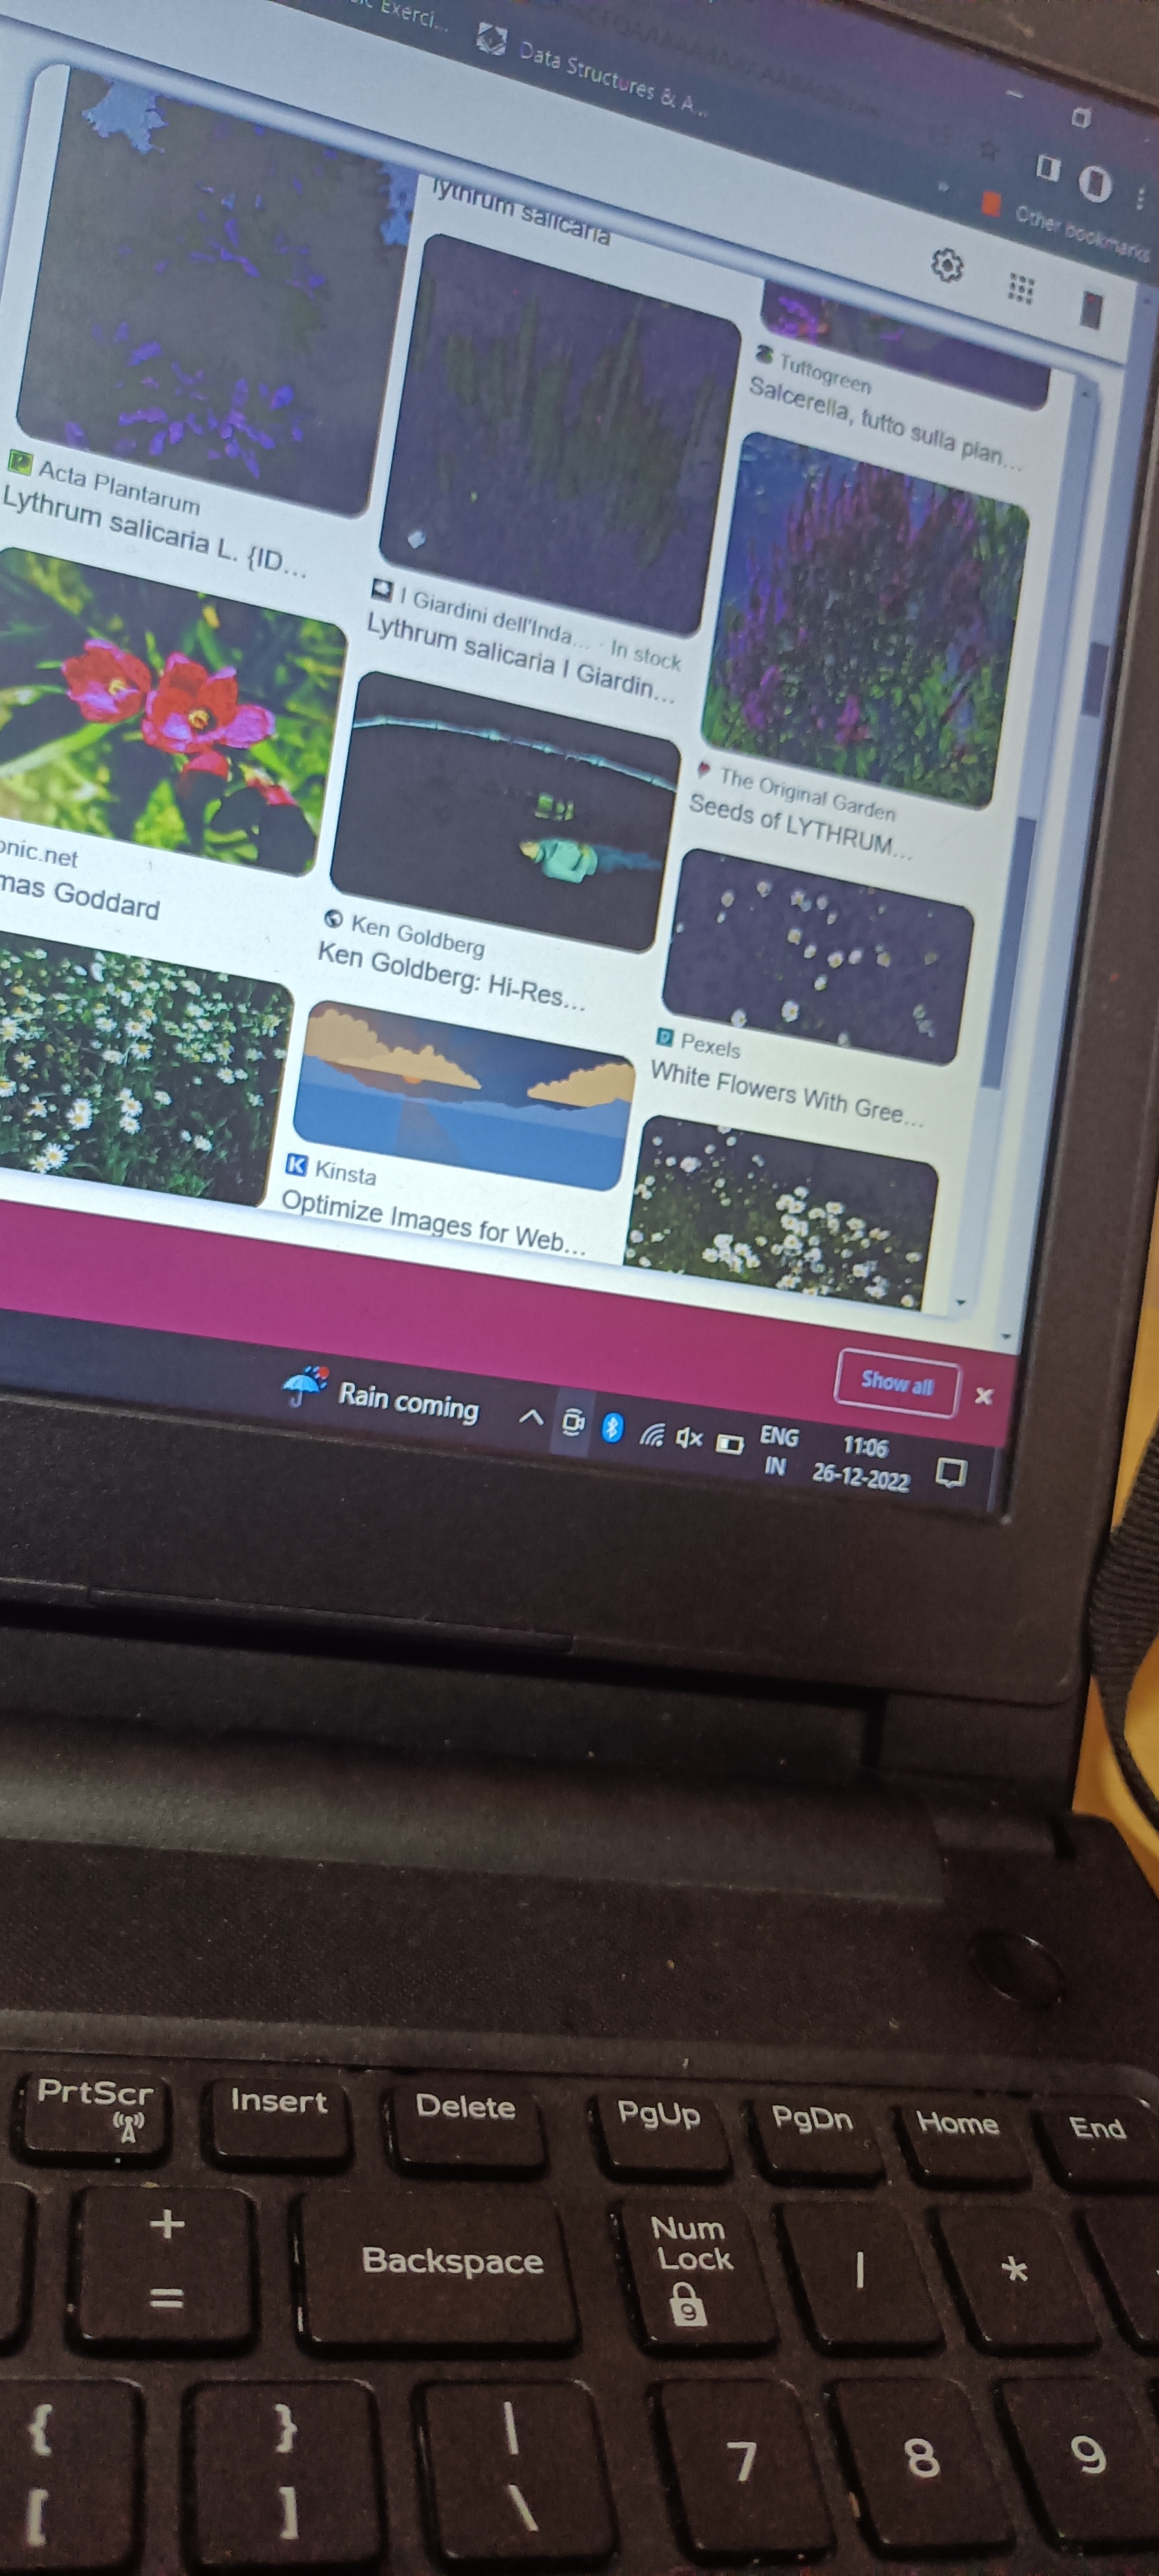 Exerci...
Data Structures & A...
Other bookmarks
lythrum salicaria
Tuttogreen
Salcerella, tutto sulla pian...
Acta Plantarum
Lythrum salicaria L. {ID...
I Giardini dell'Inda... · In stock
Lythrum salicaria I Giardin...
The Original Garden
Seeds of LYTHRUM...
onic.net
mas Goddard
Ken Goldberg
Ken Goldberg: Hi-Res...
Pexels
White Flowers With Gree...
Kinsta
Optimize Images for Web...
Show all
Rain coming
ENG
IN
11:06
26-12-2022
PrtScr
Insert
Delete
PgUp
PgDn
Home
End
+
=
Backspace
Num
Lock
9
/
*
{
[
}
]
|
\
7
8
9